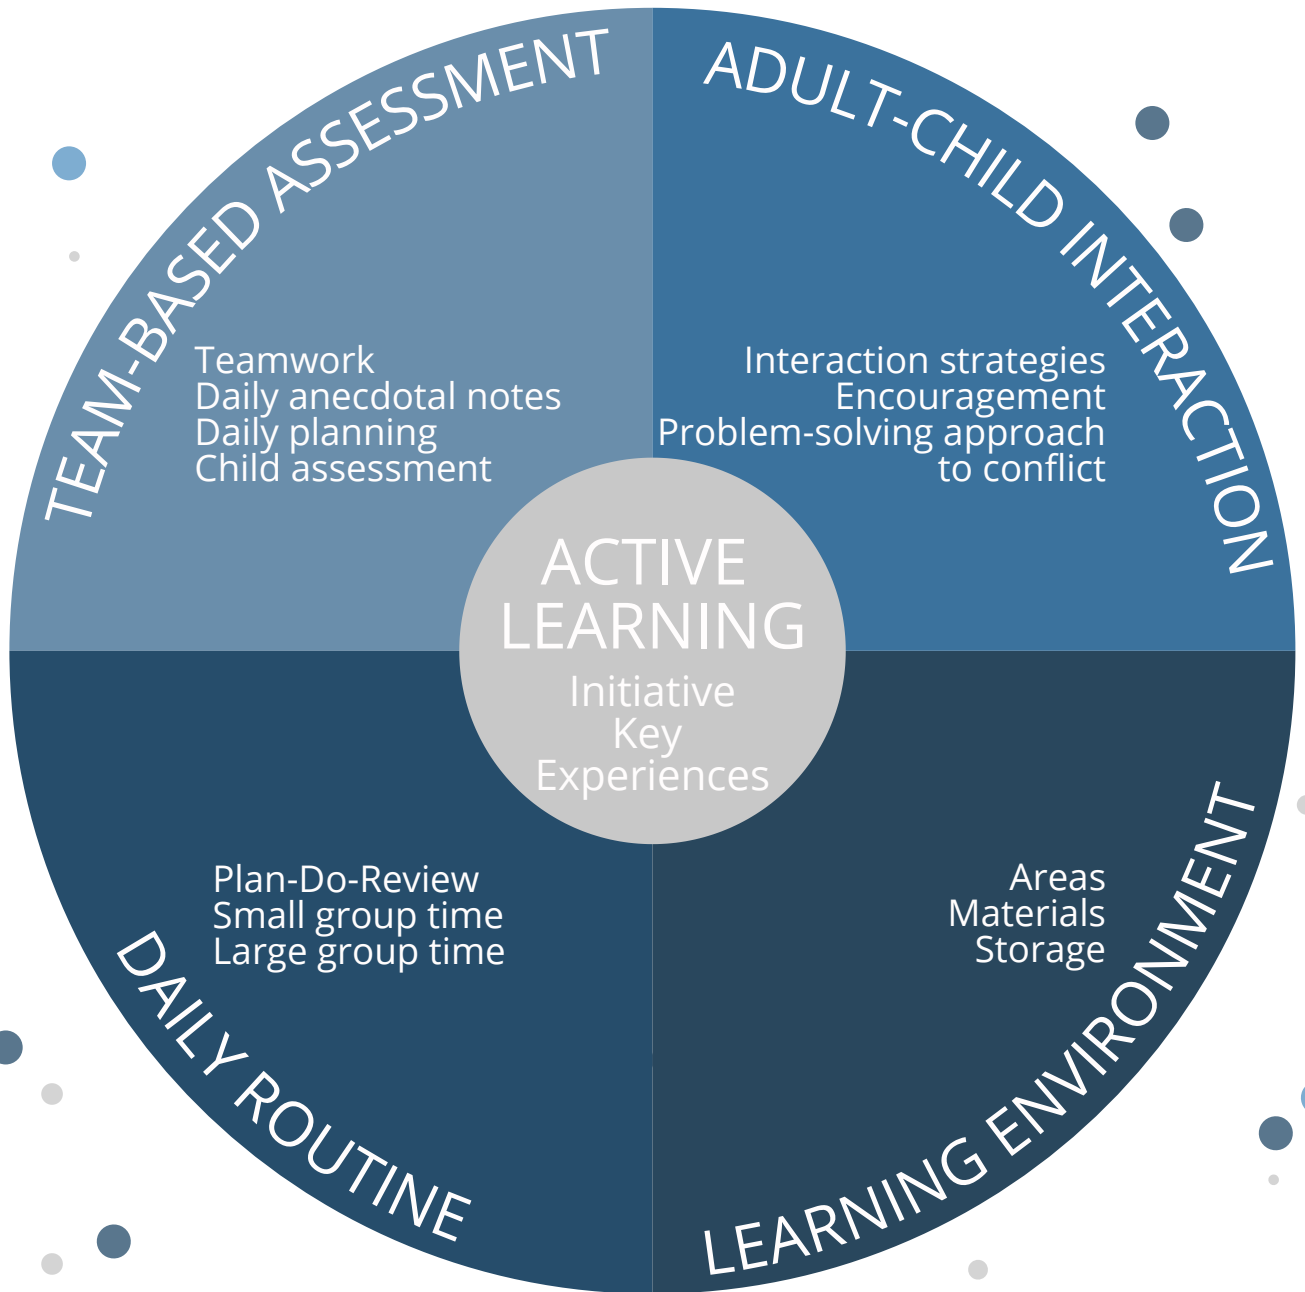 TEAM-BASED ASSESSMENT
Teamwork
Daily anecdotal notes
Daily planning
Child assessment
ADULT-CHILD INTERACTION
Interaction strategies
Encouragement
Problem-solving approach
to conflict
ACTIVE
LEARNING
Initiative
Key
Experiences
Plan-Do-Review
Small group time
Large group time
DAILY ROUTINE
Areas
Materials
Storage
LEARNING ENVIRONMENT